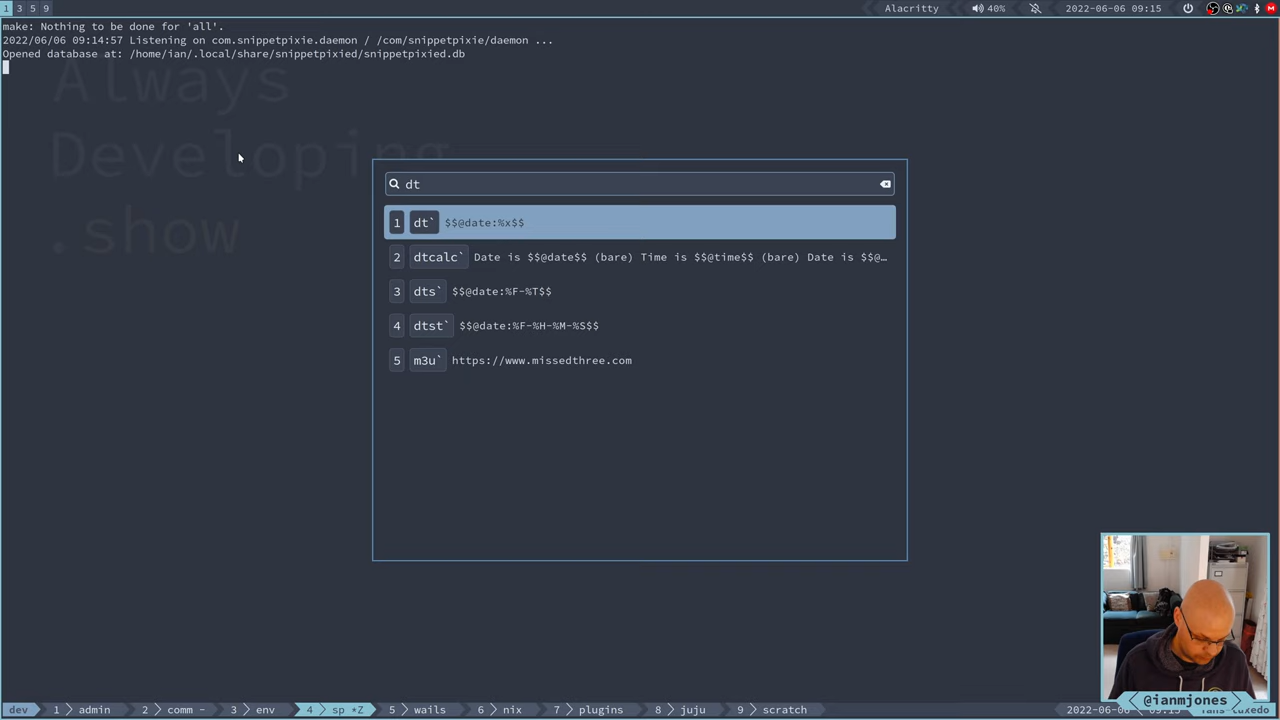 1 3 5 9
Alacritty
40%
2022-06-06 09:15
make: Nothing to be done for 'all'.
2022/06/06 09:14:57 Listening on com.snippetpixie.daemon / /com/snippetpixie/daemon ...
Opened database at: /home/ian/.local/share/snippetpixied/snippetpixied.db
Always
Developing
.show
dt
1 dt` $$@date:%x$$
2 dtcalc` Date is $$@date$$ (bare) Time is $$@time$$ (bare) Date is $$@…
3 dts` $$@date:%F-%T$$
4 dtst` $$@date:%F-%H-%M-%S$$
5 m3u` https://www.missedthree.com
@ianmjones
dev 1 admin 2 comm - 3 env 4 sp *Z 5 wails 6 nix 7 plugins 8 juju 9 scratch